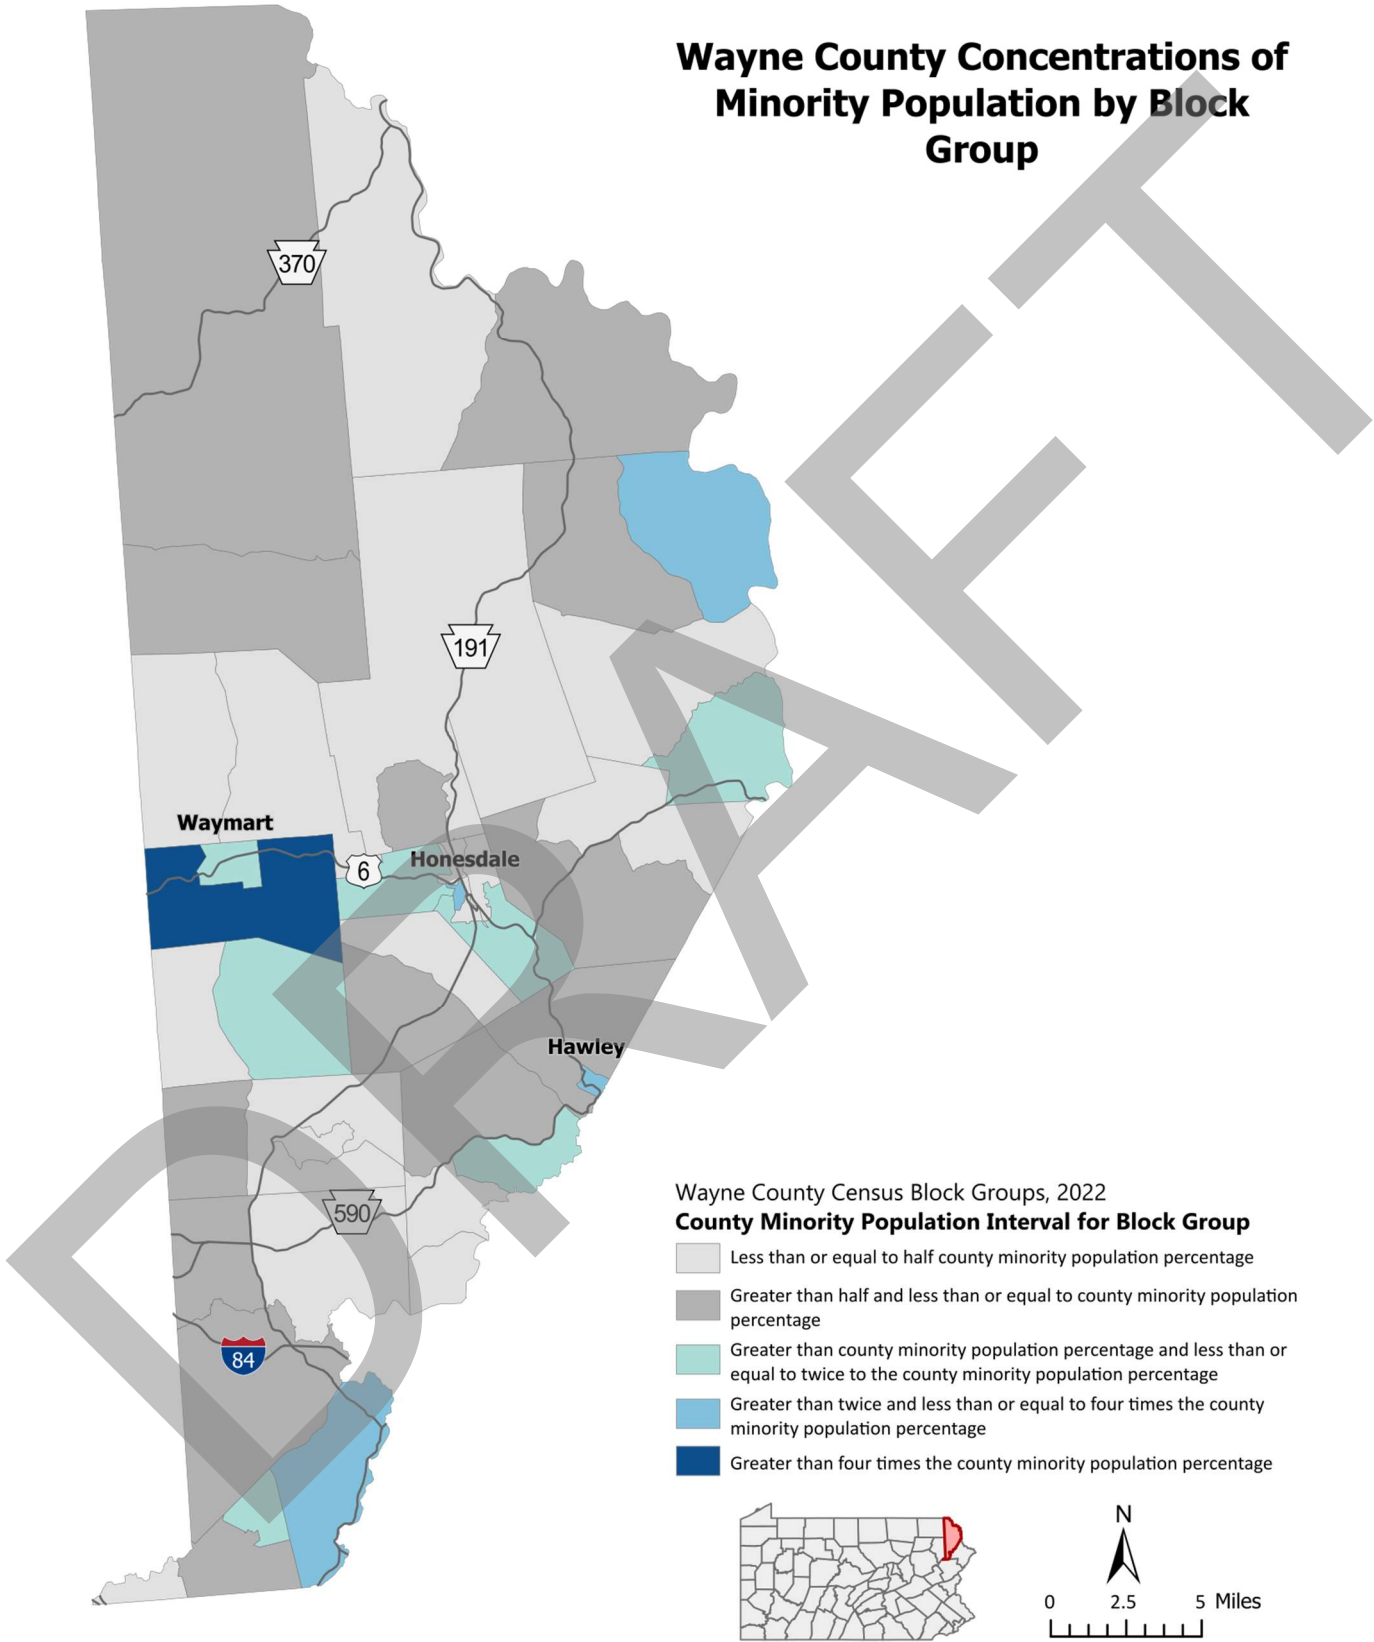 Wayne County Concentrations of
Minority Population by Block
Group
370
191
Waymart
6
Honesdale
Hawley
590
84
DRAFT
Wayne County Census Block Groups, 2022
County Minority Population Interval for Block Group
Less than or equal to half county minority population percentage
Greater than half and less than or equal to county minority population
percentage
Greater than county minority population percentage and less than or
equal to twice to the county minority population percentage
Greater than twice and less than or equal to four times the county
minority population percentage
Greater than four times the county minority population percentage
N
0 2.5 5 Miles